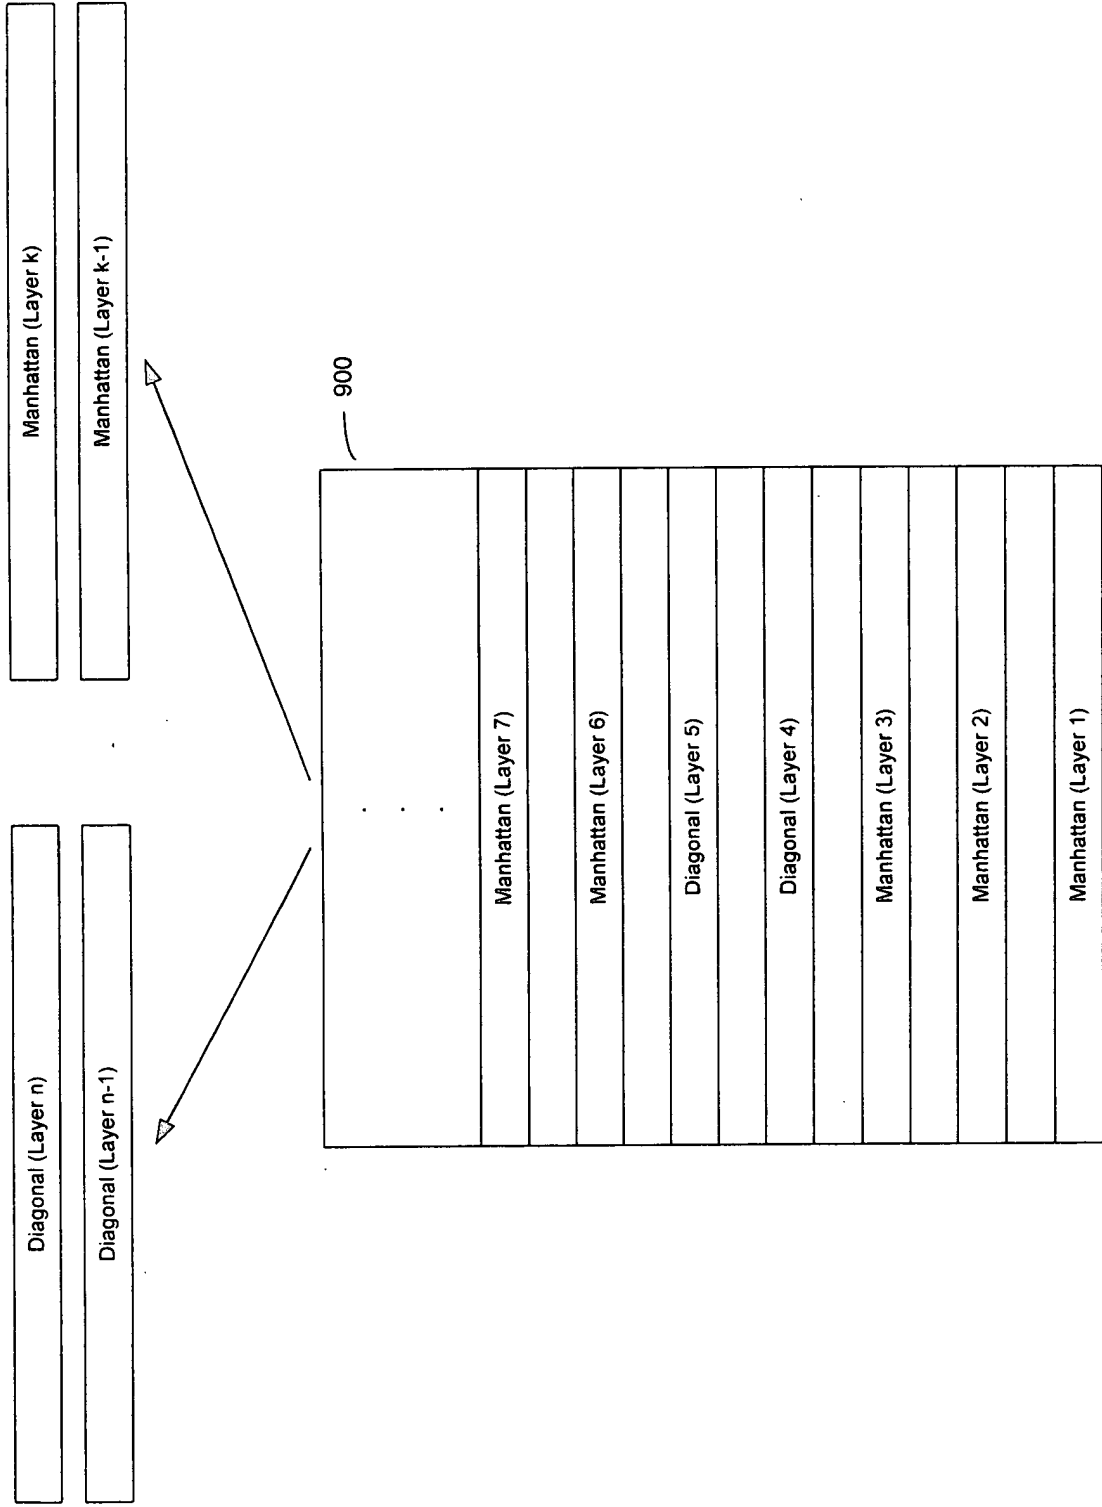 Diagonal (Layer n)
Diagonal (Layer n-1)
Manhattan (Layer k)
Manhattan (Layer k-1)
900
. . .
Manhattan (Layer 7)
Manhattan (Layer 6)
Diagonal (Layer 5)
Diagonal (Layer 4)
Manhattan (Layer 3)
Manhattan (Layer 2)
Manhattan (Layer 1)